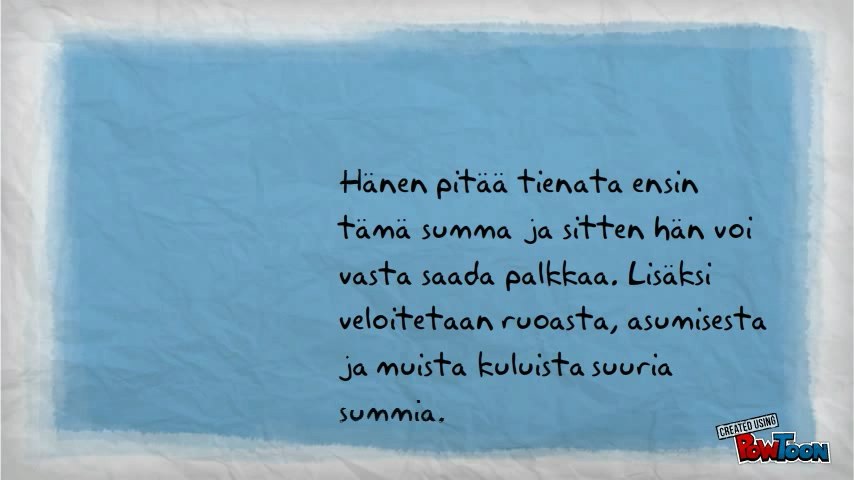 Hänen pitää tienata ensin
tämä summa ja sitten hän voi
vasta saada palkkaa. Lisäksi
veloitetaan ruoasta, asumisesta
ja muista kuluista suuria
summia.
CREATED USING
POWTOON